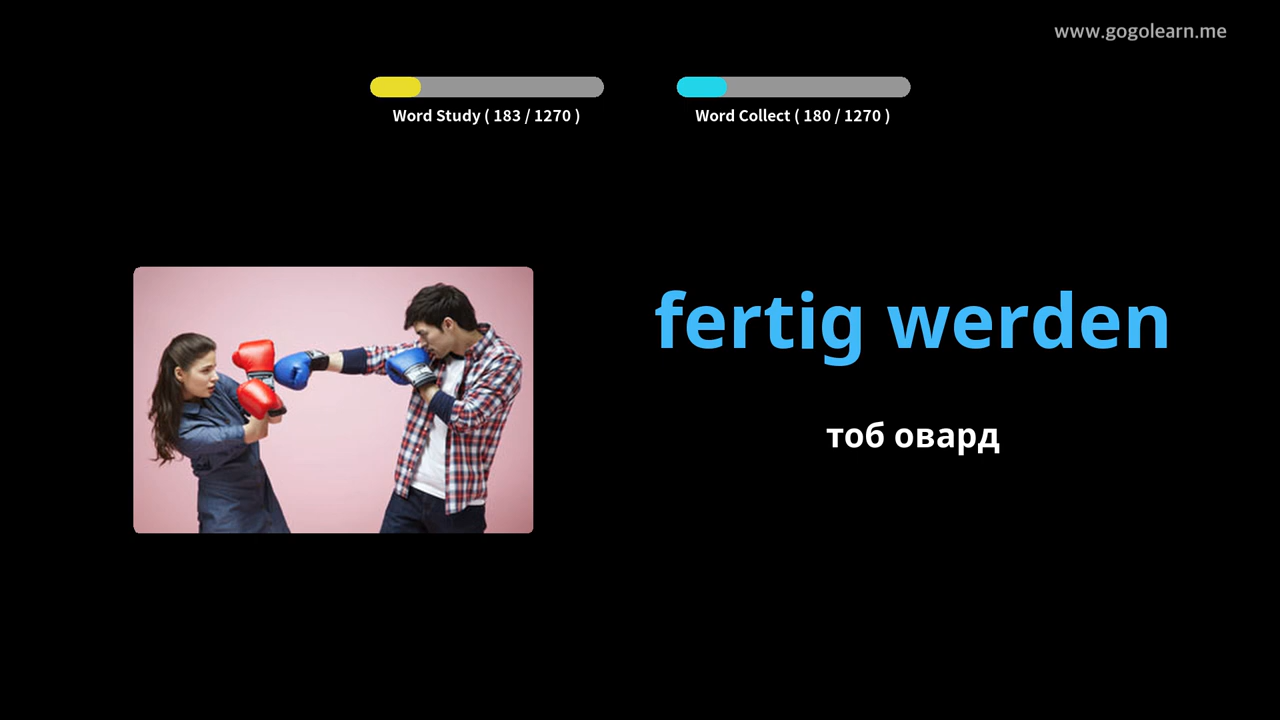 www.gogolearn.me
Word Study ( 183 / 1270 )
Word Collect ( 180 / 1270 )
fertig werden
тоб овард